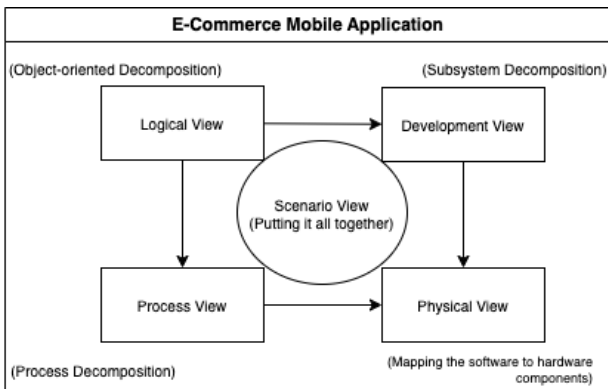 E-Commerce Mobile Application
(Object-oriented Decomposition)
(Subsystem Decomposition)
Logical View
Development View
Scenario View
(Putting it all together)
Process View
Physical View
(Process Decomposition)
(Mapping the software to hardware
components)